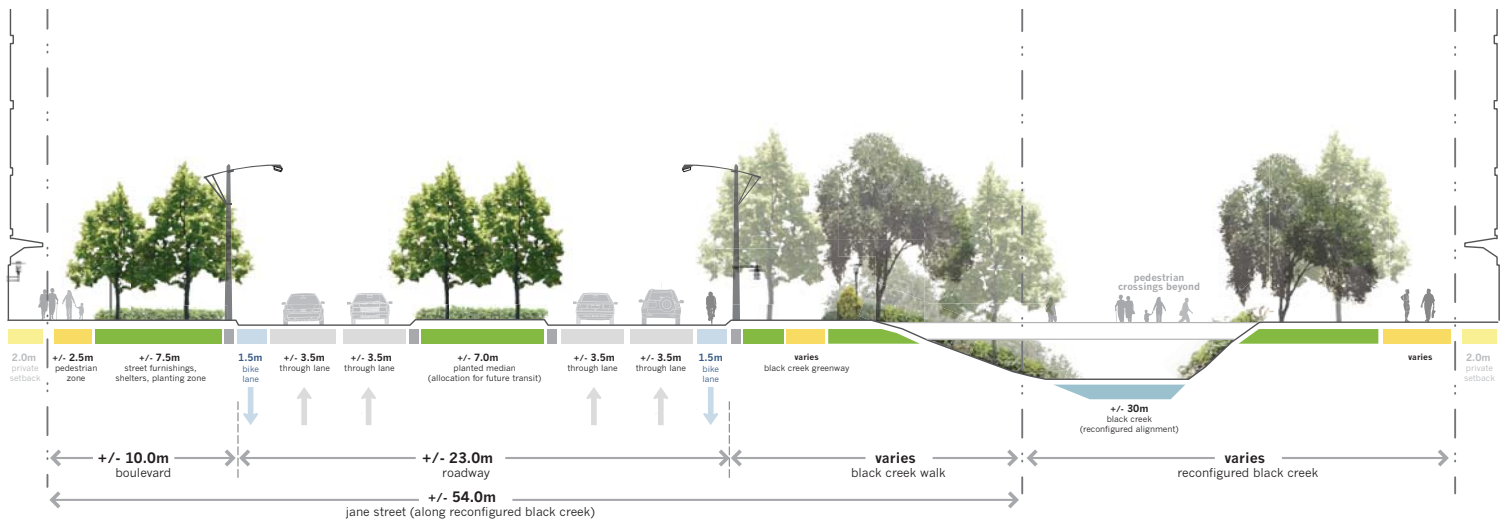 pedestrian
crossings beyond
2.0m
private
setback
+/- 2.5m
pedestrian
zone
+/- 7.5m
street furnishings,
shelters, planting zone
1.5m
bike
lane
+/- 3.5m
through lane
+/- 3.5m
through lane
+/- 7.0m
planted median
(allocation for future transit)
+/- 3.5m
through lane
+/- 3.5m
through lane
1.5m
bike
lane
varies
black creek greenway
+/- 30m
black creek
(reconfigured alignment)
varies
2.0m
private
setback
+/- 10.0m
boulevard
+/- 23.0m
roadway
varies
black creek walk
varies
reconfigured black creek
+/- 54.0m
jane street (along reconfigured black creek)